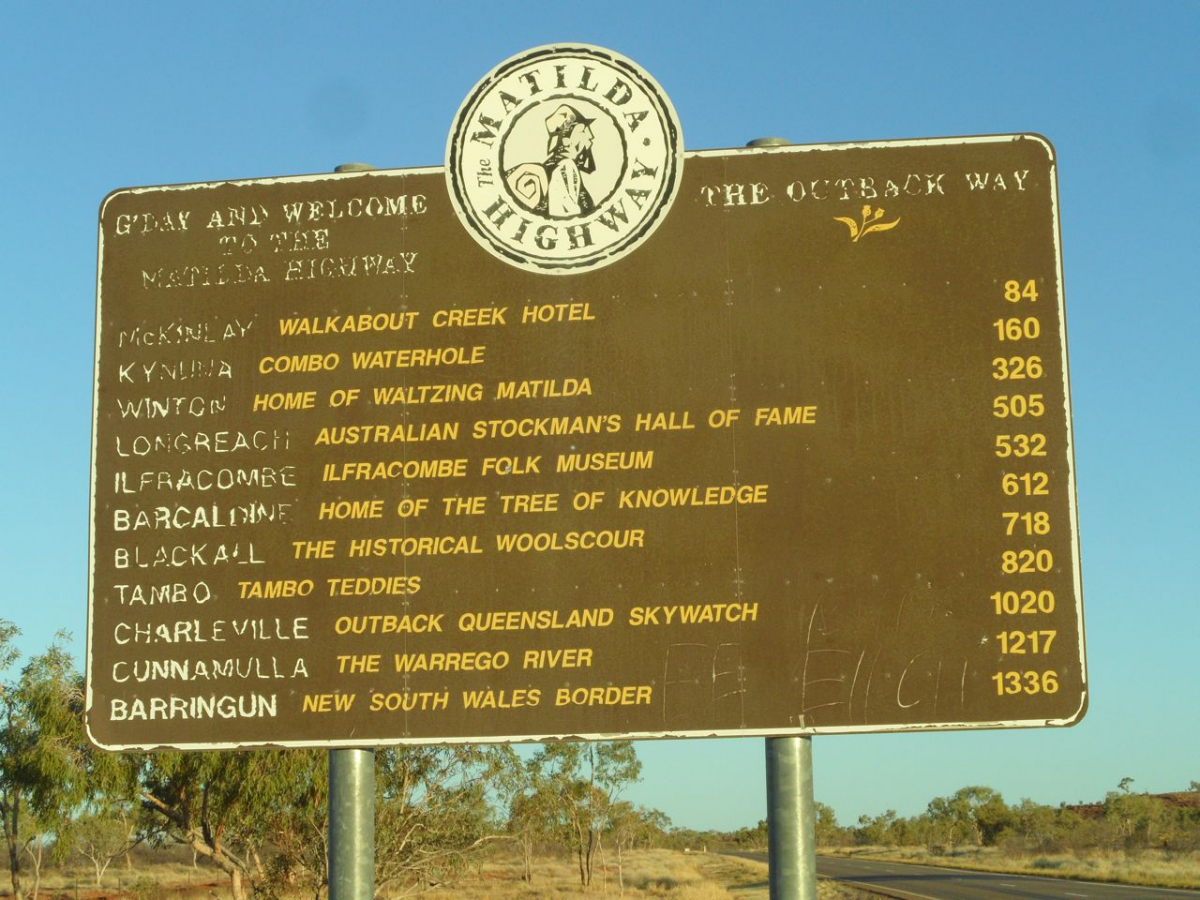 The MATILDA HIGHWAY
G'DAY AND WELCOME
TO THE
MATILDA HIGHWAY
THE OUTBACK WAY
McKINLAY WALKABOUT CREEK HOTEL 84
KYNUNA COMBO WATERHOLE 160
WINTON HOME OF WALTZING MATILDA 326
LONGREACH AUSTRALIAN STOCKMAN'S HALL OF FAME 505
ILFRACOMBE ILFRACOMBE FOLK MUSEUM 532
BARCALDINE HOME OF THE TREE OF KNOWLEDGE 612
BLACKALL THE HISTORICAL WOOLSCOUR 718
TAMBO TAMBO TEDDIES 820
CHARLEVILLE OUTBACK QUEENSLAND SKYWATCH 1020
CUNNAMULLA THE WARREGO RIVER 1217
BARRINGUN NEW SOUTH WALES BORDER 1336